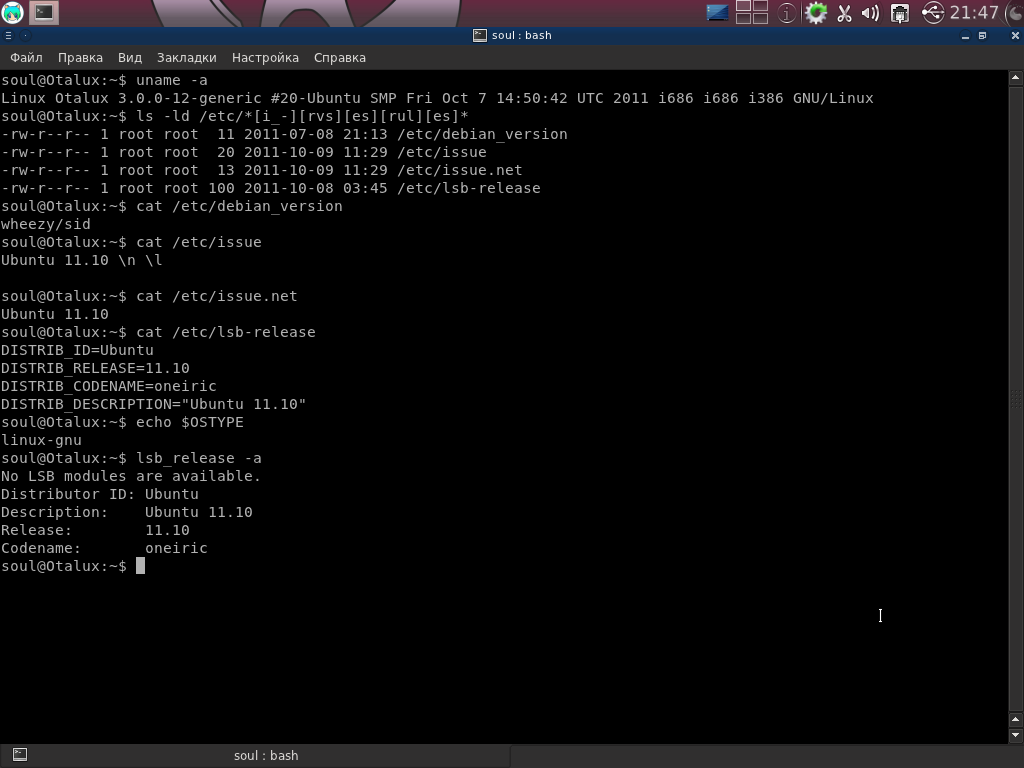 21:47
soul : bash
Файл Правка Вид Закладки Настройка Справка
soul@Otalux:~$ uname -a
Linux Otalux 3.0.0-12-generic #20-Ubuntu SMP Fri Oct 7 14:50:42 UTC 2011 i686 i686 i386 GNU/Linux
soul@Otalux:~$ ls -ld /etc/*[i_-][rvs][es][rul][es]*
-rw-r--r-- 1 root root  11 2011-07-08 21:13 /etc/debian_version
-rw-r--r-- 1 root root  20 2011-10-09 11:29 /etc/issue
-rw-r--r-- 1 root root  13 2011-10-09 11:29 /etc/issue.net
-rw-r--r-- 1 root root 100 2011-10-08 03:45 /etc/lsb-release
soul@Otalux:~$ cat /etc/debian_version
wheezy/sid
soul@Otalux:~$ cat /etc/issue
Ubuntu 11.10 \n \l
soul@Otalux:~$ cat /etc/issue.net
Ubuntu 11.10
soul@Otalux:~$ cat /etc/lsb-release
DISTRIB_ID=Ubuntu
DISTRIB_RELEASE=11.10
DISTRIB_CODENAME=oneiric
DISTRIB_DESCRIPTION="Ubuntu 11.10"
soul@Otalux:~$ echo $OSTYPE
linux-gnu
soul@Otalux:~$ lsb_release -a
No LSB modules are available.
Distributor ID: Ubuntu
Description:    Ubuntu 11.10
Release:        11.10
Codename:       oneiric
soul@Otalux:~$
soul : bash